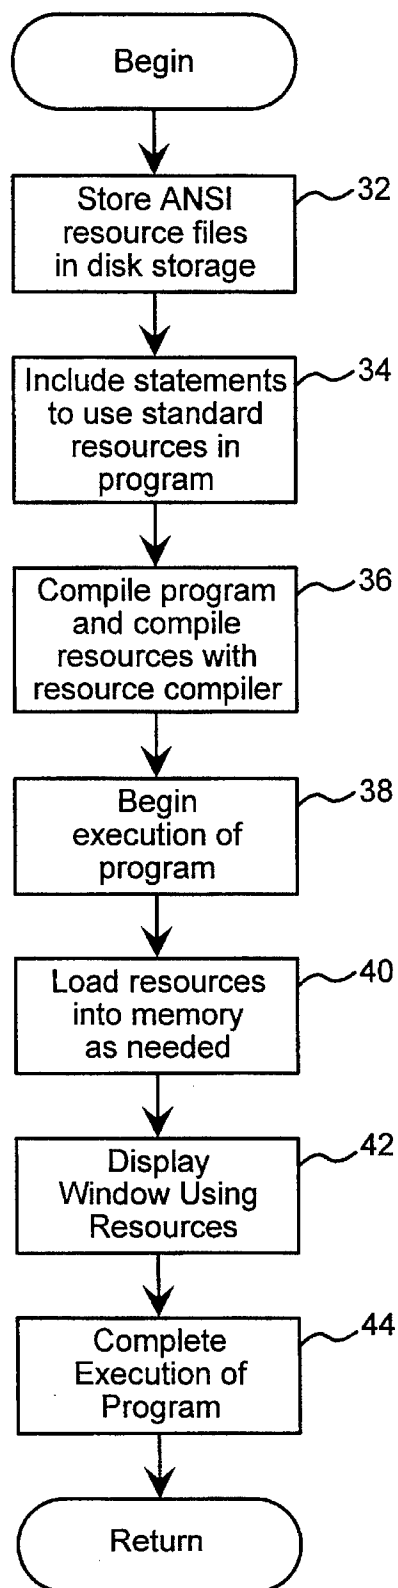 Begin
Store ANSI
resource files
in disk storage
32
Include statements
to use standard
resources in
program
34
Compile program
and compile
resources with
resource compiler
36
Begin
execution of
program
38
Load resources
into memory
as needed
40
Display
Window Using
Resources
42
Complete
Execution of
Program
44
Return